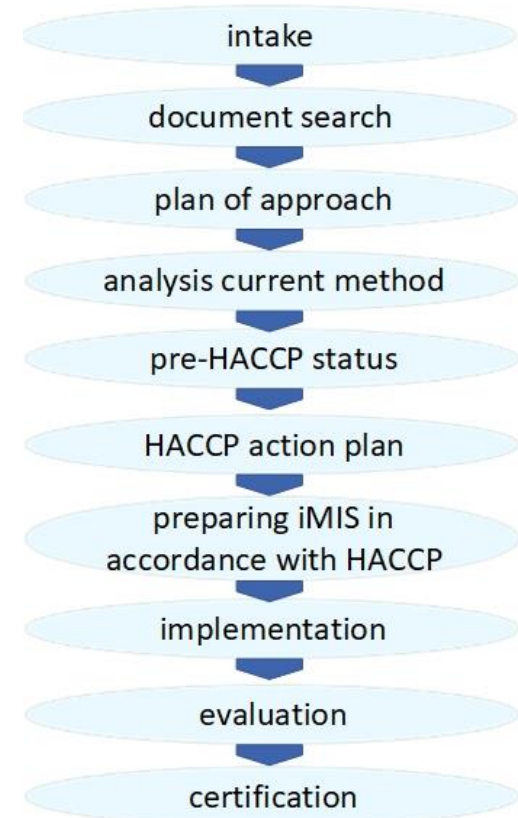 intake
document search
plan of approach
analysis current method
pre-HACCP status
HACCP action plan
preparing iMIS in
accordance with HACCP
implementation
evaluation
certification